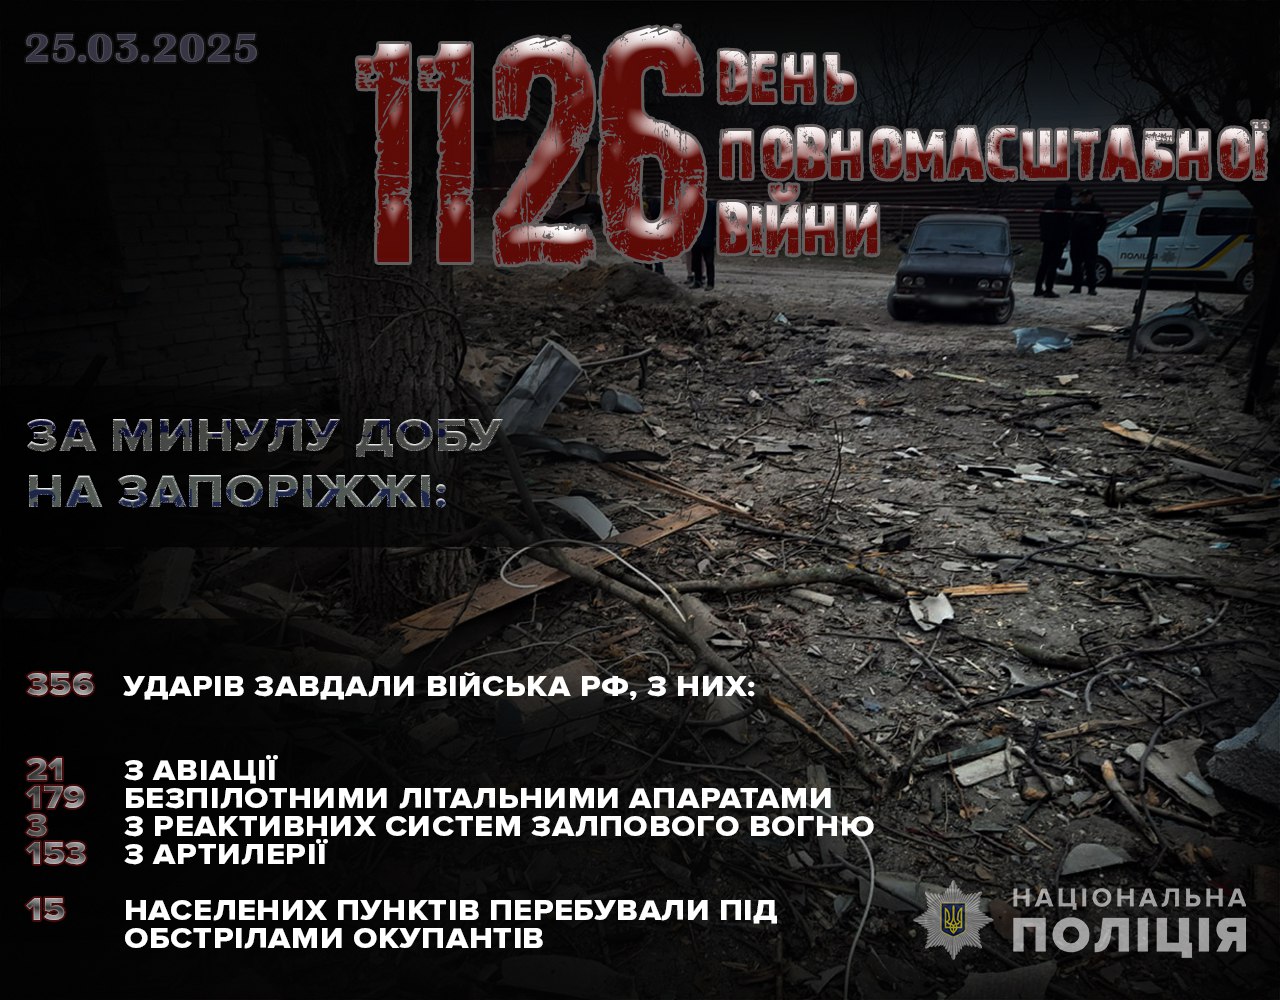 25.03.2025
1126 ДЕНЬ
ПОВНОМАСШТАБНОЇ
ВІЙНИ
ПОЛІЦІЯ
ЗА МИНУЛУ ДОБУ
НА ЗАПОРІЖЖІ:
356 УДАРІВ ЗАВДАЛИ ВІЙСЬКА РФ, З НИХ:
21 З АВІАЦІЇ
179 БЕЗПІЛОТНИМИ ЛІТАЛЬНИМИ АПАРАТАМИ
3 З РЕАКТИВНИХ СИСТЕМ ЗАЛПОВОГО ВОГНЮ
153 З АРТИЛЕРІЇ
15 НАСЕЛЕНИХ ПУНКТІВ ПЕРЕБУВАЛИ ПІД
ОБСТРІЛАМИ ОКУПАНТІВ
НАЦІОНАЛЬНА
ПОЛІЦІЯ